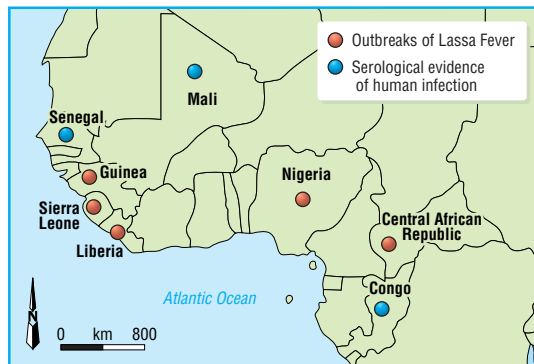 Outbreaks of Lassa Fever
Serological evidence
of human infection
Mali
Senegal
Guinea
Nigeria
Sierra
Leone
Central African
Republic
Liberia
Congo
Atlantic Ocean
N
0 km 800